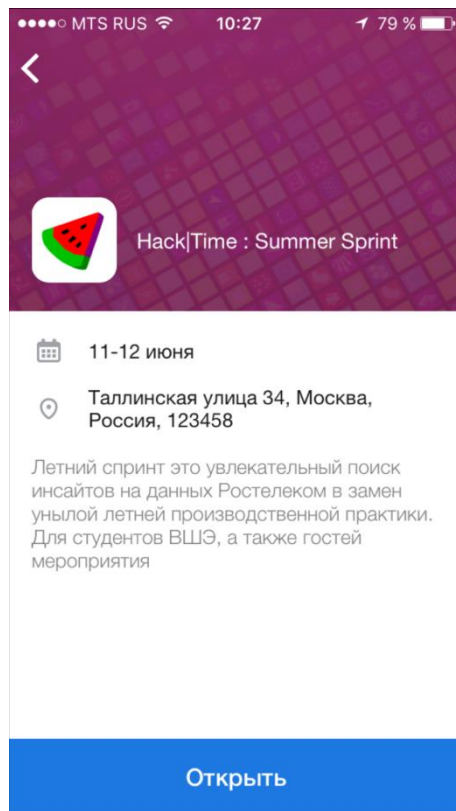 MTS RUS 10:27 79 %
Hack|Time : Summer Sprint
11-12 июня
Таллинская улица 34, Москва,
Россия, 123458
Летний спринт это увлекательный поиск
инсайтов на данных Ростелеком в замен
унылой летней производственной практики.
Для студентов ВШЭ, а также гостей
мероприятия
Открыть